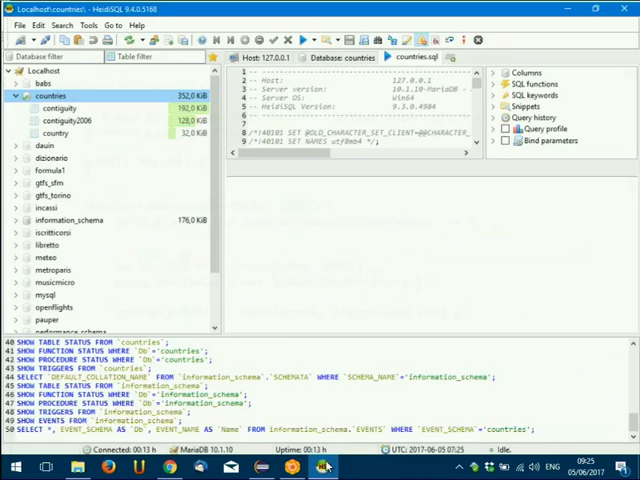 Localhost\countries\ - HeidiSQL 9.4.0.5168
File Edit Search Tools Go to Help
Database filter Table filter
Host: 127.0.0.1 Database: countries countries.sql
Localhost
babs
countries 352,0 KiB
contiguity 192,0 KiB
contiguity2006 128,0 KiB
country 32,0 KiB
dauin
dizionario
formula1
gtfs_sfm
gtfs_torino
incassi
information_schema 176,0 KiB
iscritticorsi
libretto
meteo
metroparis
musicmicro
mysql
openflights
pauper
performance_schema
1 -- --------------------------------
2 -- Host: 127.0.0.1
3 -- Server version: 10.1.10-MariaDB -
4 -- Server OS: Win64
5 -- HeidiSQL Version: 9.3.0.4984
6 -- --------------------------------
7
8 /*!40101 SET @OLD_CHARACTER_SET_CLIENT=@@CHARACTER_
9 /*!40101 SET NAMES utf8mb4 */;
Columns
SQL functions
SQL keywords
Snippets
Query history
Query profile
Bind parameters
40 SHOW TABLE STATUS FROM `countries`;
41 SHOW FUNCTION STATUS WHERE `Db`='countries';
42 SHOW PROCEDURE STATUS WHERE `Db`='countries';
43 SHOW TRIGGERS FROM `countries`;
44 SELECT `DEFAULT_COLLATION_NAME` FROM `information_schema`.`SCHEMATA` WHERE `SCHEMA_NAME`='information_schema';
45 SHOW TABLE STATUS FROM `information_schema`;
46 SHOW FUNCTION STATUS WHERE `Db`='information_schema';
47 SHOW PROCEDURE STATUS WHERE `Db`='information_schema';
48 SHOW TRIGGERS FROM `information_schema`;
49 SHOW EVENTS FROM `information_schema`;
50 SELECT *, EVENT_SCHEMA AS `Db`, EVENT_NAME AS `Name` FROM information_schema.`EVENTS` WHERE `EVENT_SCHEMA`='countries';
Connected: 00:13 h MariaDB 10.1.10 Uptime: 00:13 h UTC: 2017-06-05 07:25 Idle.
ENG 09:25
05/06/2017